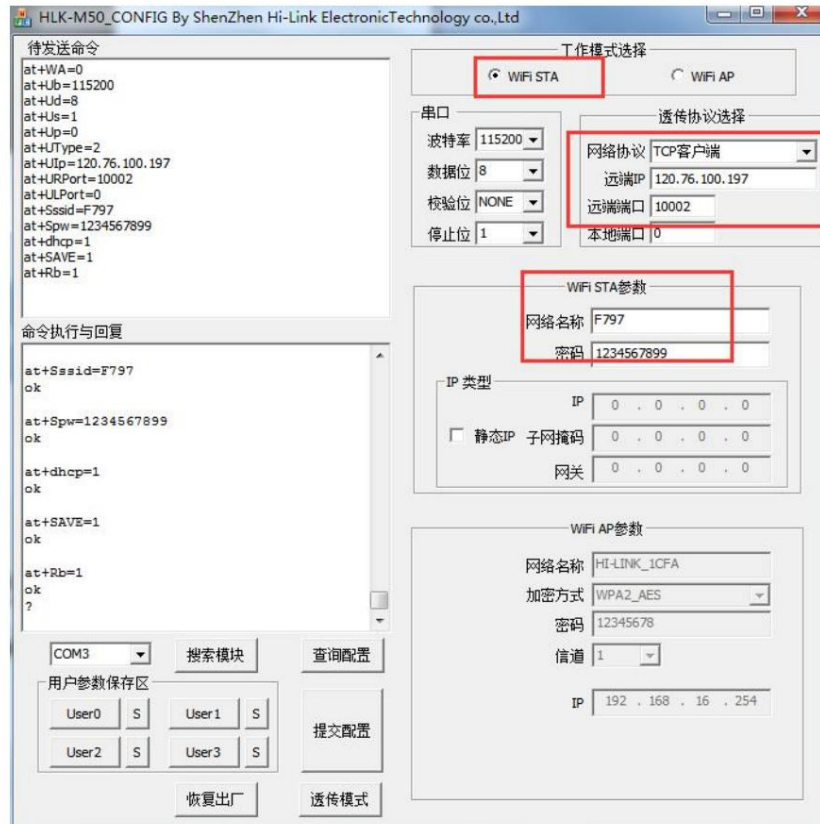 HLK-M50_CONFIG By ShenZhen Hi-Link ElectronicTechnology co.,Ltd
待发送命令
at+WA=0
at+Ub=115200
at+Ud=8
at+Us=1
at+Up=0
at+UType=2
at+UIp=120.76.100.197
at+URPort=10002
at+ULPort=0
at+Sssid=F797
at+Spw=1234567899
at+dhcp=1
at+SAVE=1
at+Rb=1
命令执行与回复
at+Sssid=F797
ok
at+Spw=1234567899
ok
at+dhcp=1
ok
at+SAVE=1
ok
at+Rb=1
ok
?
COM3 搜索模块 查询配置
用户参数保存区
User0 S User1 S
User2 S User3 S
提交配置
恢复出厂 透传模式
工作模式选择
WiFi STA WiFi AP
串口
波特率 115200
数据位 8
校验位 NONE
停止位 1
透传协议选择
网络协议 TCP客户端
远端IP 120.76.100.197
远端端口 10002
本地端口 0
WiFi STA参数
网络名称 F797
密码 1234567899
IP 类型
IP 0 . 0 . 0 . 0
静态IP 子网掩码 0 . 0 . 0 . 0
网关 0 . 0 . 0 . 0
WiFi AP参数
网络名称 HI-LINK_1CFA
加密方式 WPA2_AES
密码 12345678
信道 1
IP 192 . 168 . 16 . 254